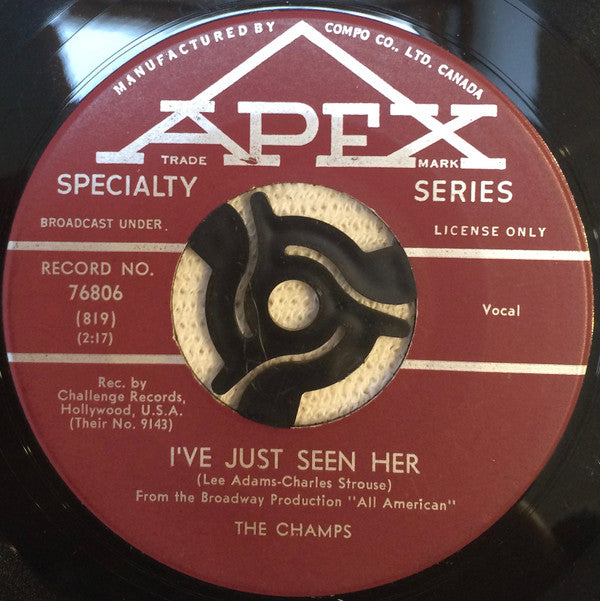 MANUFACTURED BY COMPO CO., LTD. CANADA
APEX
TRADE MARK
SPECIALTY SERIES
BROADCAST UNDER LICENSE ONLY
RECORD NO.
76806
(819)
(2:17)
Vocal
Rec. by
Challenge Records,
Hollywood, U.S.A.
(Their No. 9143)
I'VE JUST SEEN HER
(Lee Adams-Charles Strouse)
From the Broadway Production "All American"
THE CHAMPS